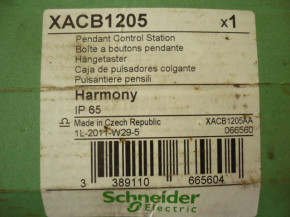 XACB1205 x1
Pendant Control Station
Boîte à boutons pendante
Hängetaster
Caja de pulsadores colgante
Pulsantiere pensili
Harmony
IP 65
Made in Czech Republic XACB1205AA
1L-2011-W29-5 066560
3 389110 665604
Schneider
Electric